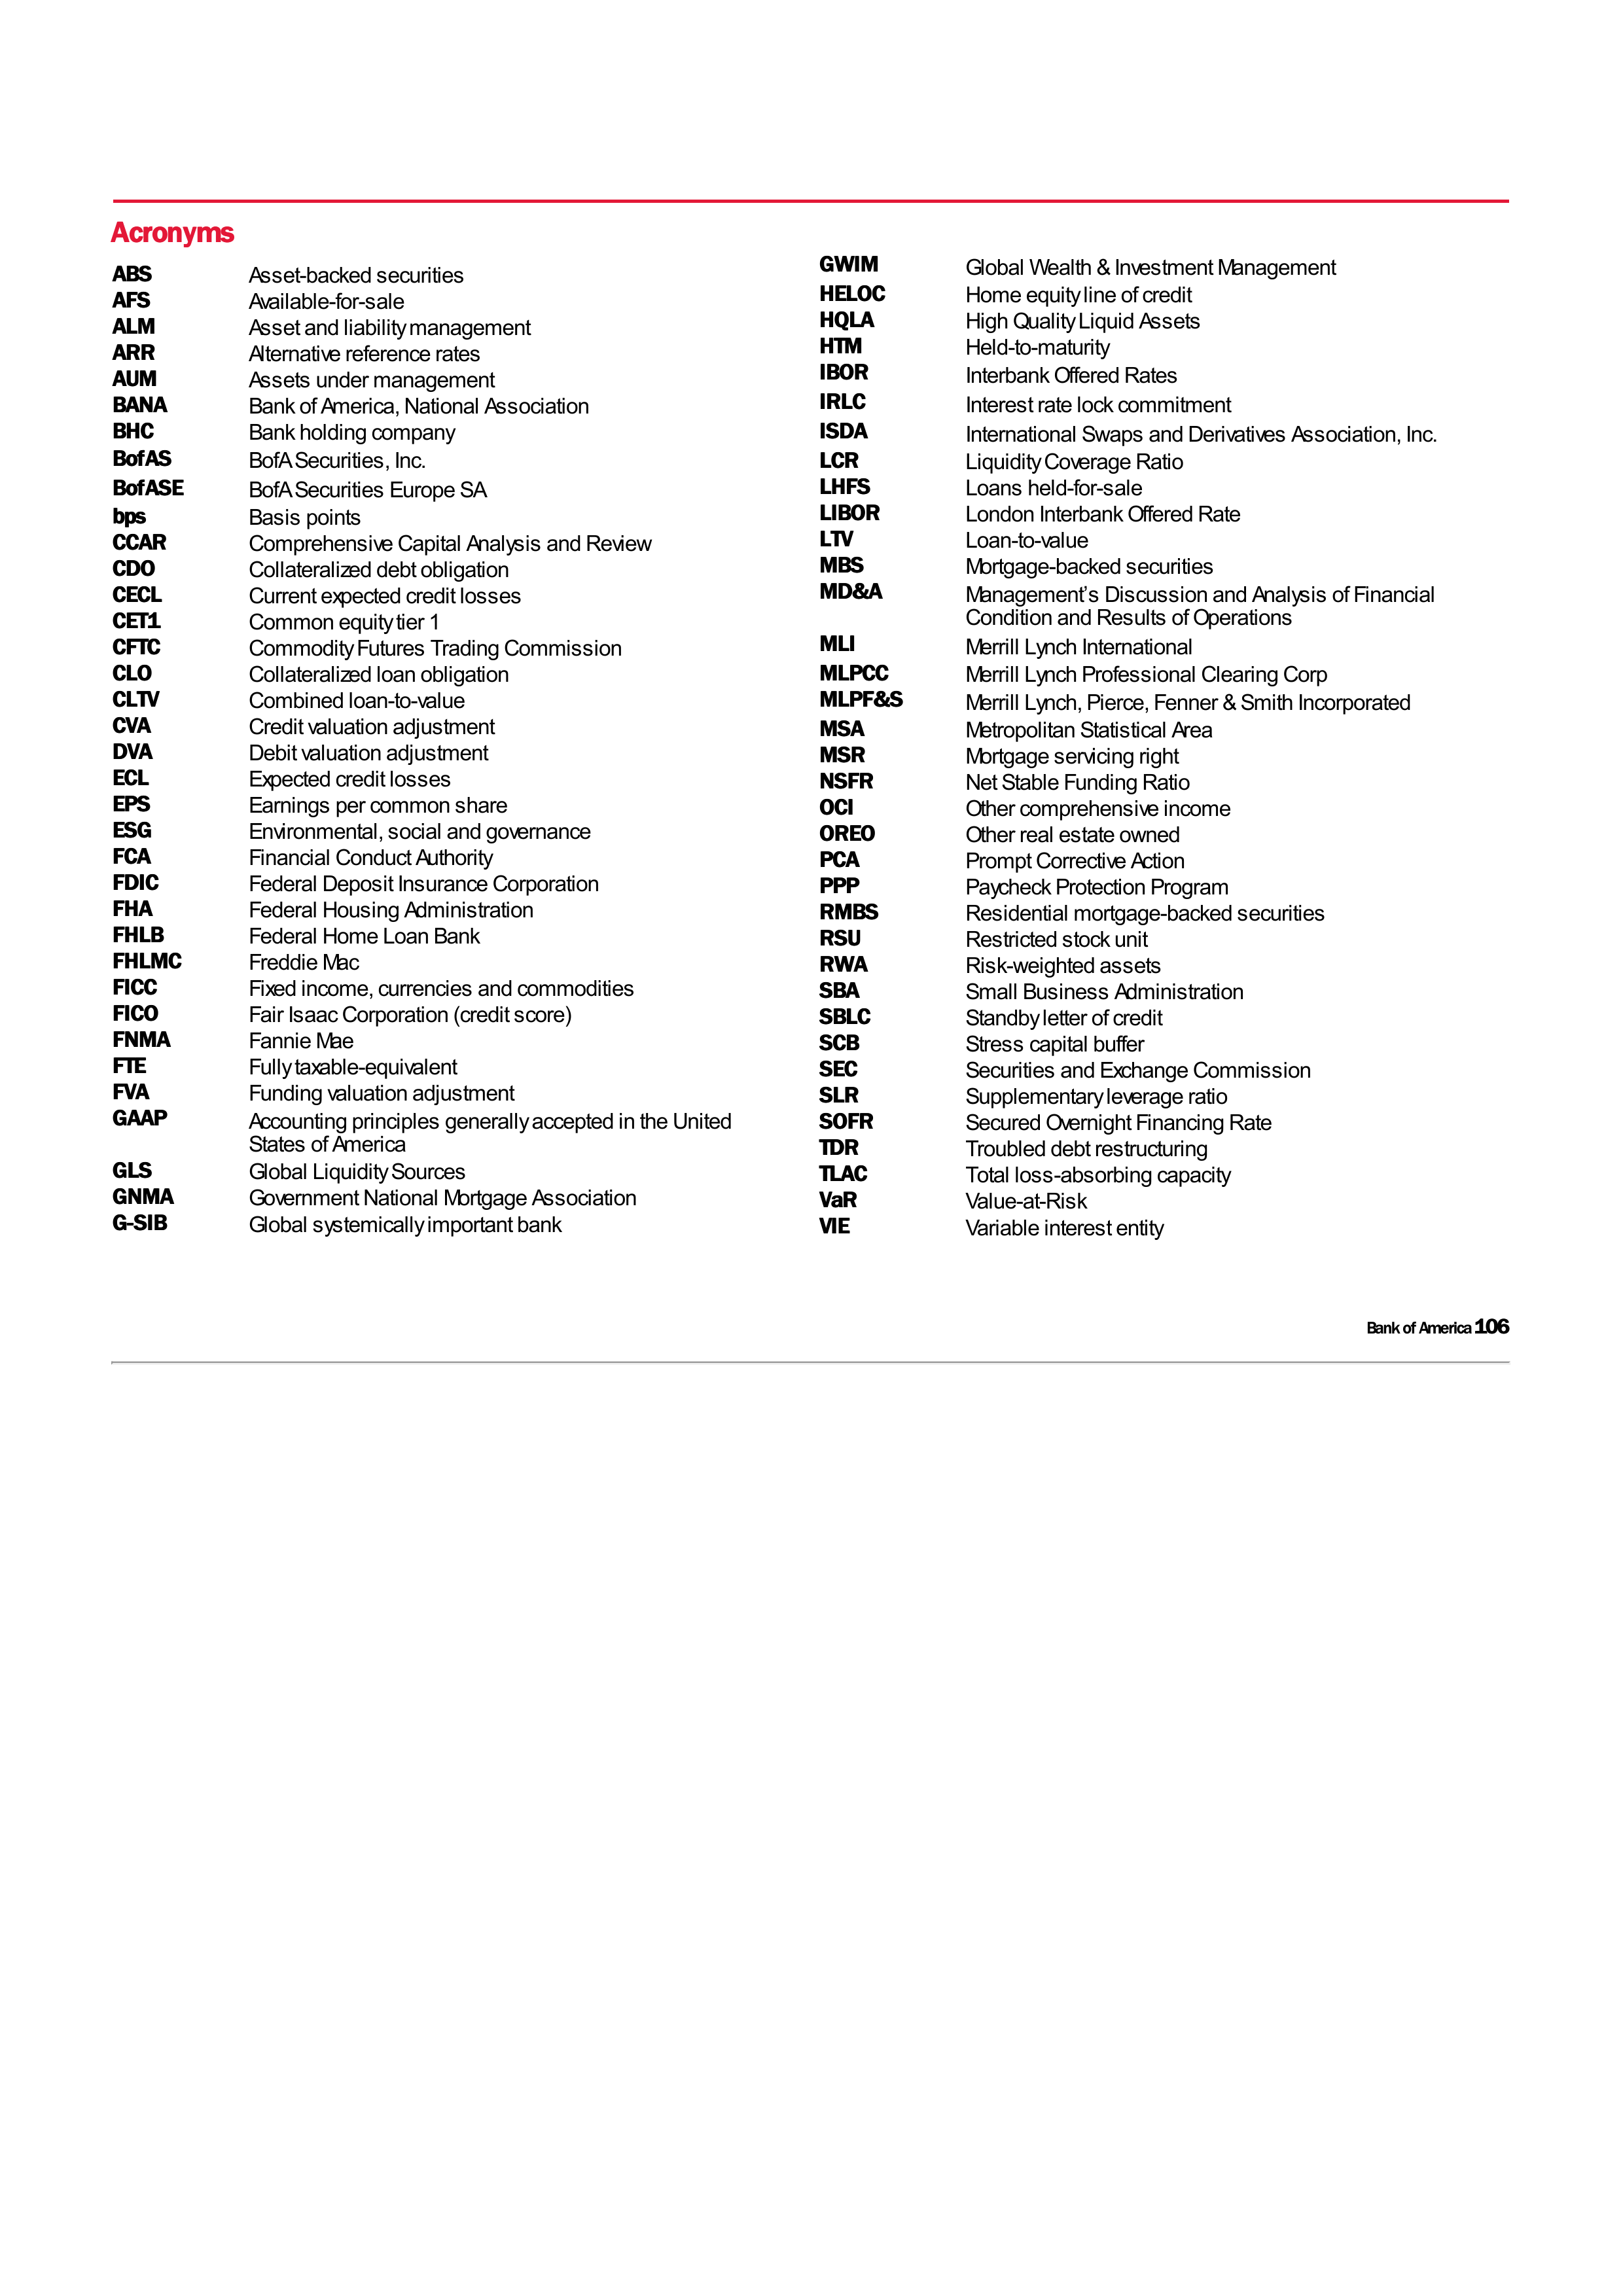 Acronyms
ABS Asset-backed securities
AFS Available-for-sale
ALM Asset and liability management
ARR Alternative reference rates
AUM Assets under management
BANA Bank of America, National Association
BHC Bank holding company
BofAS BofA Securities, Inc.
BofASE BofA Securities Europe SA
bps Basis points
CCAR Comprehensive Capital Analysis and Review
CDO Collateralized debt obligation
CECL Current expected credit losses
CET1 Common equity tier 1
CFTC Commodity Futures Trading Commission
CLO Collateralized loan obligation
CLTV Combined loan-to-value
CVA Credit valuation adjustment
DVA Debit valuation adjustment
ECL Expected credit losses
EPS Earnings per common share
ESG Environmental, social and governance
FCA Financial Conduct Authority
FDIC Federal Deposit Insurance Corporation
FHA Federal Housing Administration
FHLB Federal Home Loan Bank
FHLMC Freddie Mac
FICC Fixed income, currencies and commodities
FICO Fair Isaac Corporation (credit score)
FNMA Fannie Mae
FTE Fully taxable-equivalent
FVA Funding valuation adjustment
GAAP Accounting principles generally accepted in the United
States of America
GLS Global Liquidity Sources
GNMA Government National Mortgage Association
G-SIB Global systemically important bank
GWIM Global Wealth & Investment Management
HELOC Home equity line of credit
HQLA High Quality Liquid Assets
HTM Held-to-maturity
IBOR Interbank Offered Rates
IRLC Interest rate lock commitment
ISDA International Swaps and Derivatives Association, Inc.
LCR Liquidity Coverage Ratio
LHFS Loans held-for-sale
LIBOR London Interbank Offered Rate
LTV Loan-to-value
MBS Mortgage-backed securities
MD&A Management's Discussion and Analysis of Financial
Condition and Results of Operations
MLI Merrill Lynch International
MLPCC Merrill Lynch Professional Clearing Corp
MLPF&S Merrill Lynch, Pierce, Fenner & Smith Incorporated
MSA Metropolitan Statistical Area
MSR Mortgage servicing right
NSFR Net Stable Funding Ratio
OCI Other comprehensive income
OREO Other real estate owned
PCA Prompt Corrective Action
PPP Paycheck Protection Program
RMBS Residential mortgage-backed securities
RSU Restricted stock unit
RWA Risk-weighted assets
SBA Small Business Administration
SBLC Standby letter of credit
SCB Stress capital buffer
SEC Securities and Exchange Commission
SLR Supplementary leverage ratio
SOFR Secured Overnight Financing Rate
TDR Troubled debt restructuring
TLAC Total loss-absorbing capacity
VaR Value-at-Risk
VIE Variable interest entity
Bank of America 106